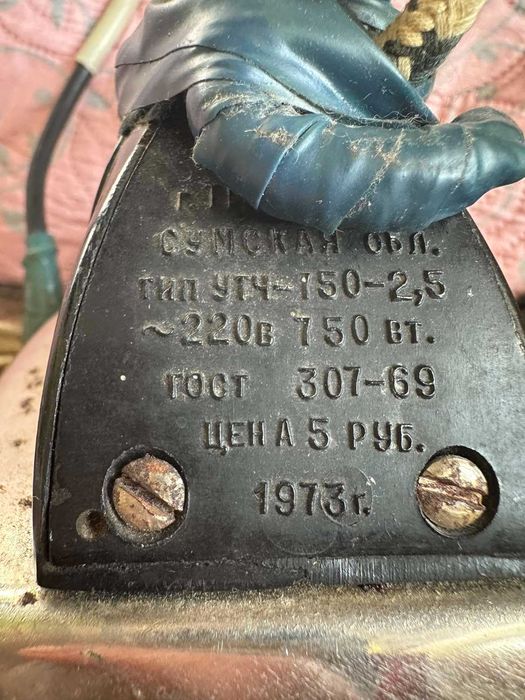 СУМСКАЯ ОБЛ.
ТИП УТЧ-150-2,5
~220в 750 вт.
ГОСТ 307-69
ЦЕНА 5 РУБ.
1973г.